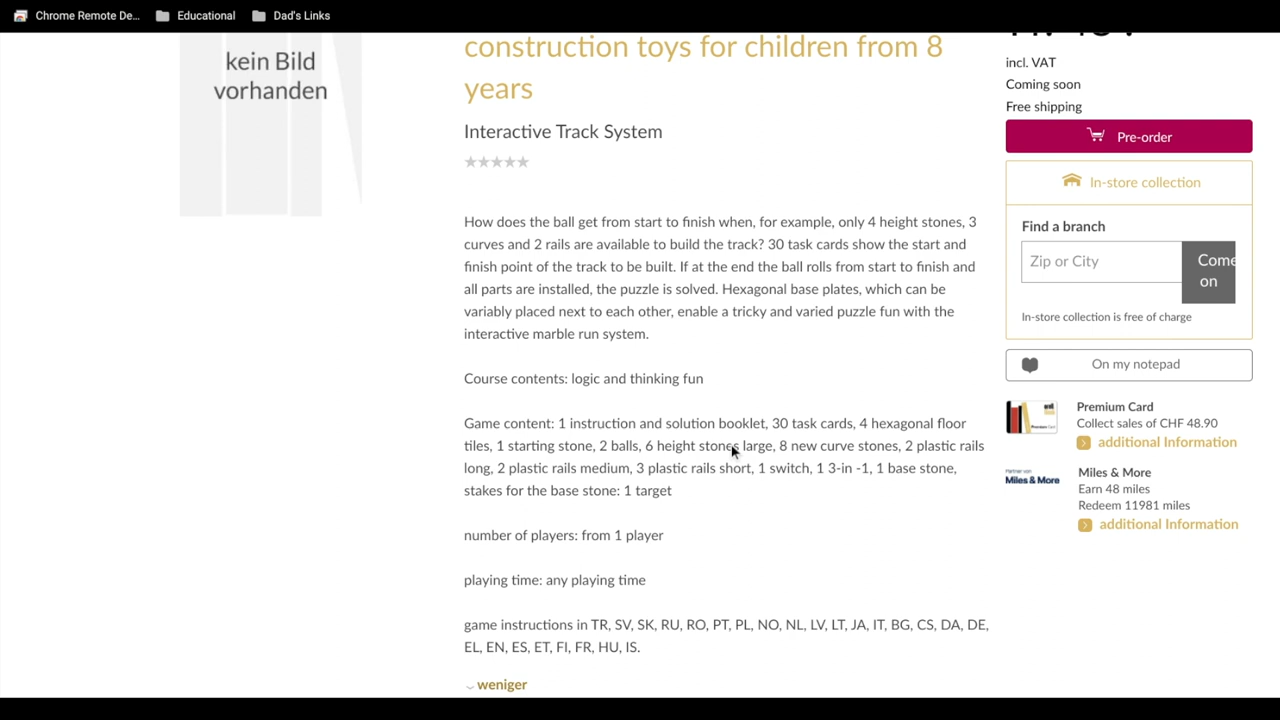 Chrome Remote De...
Educational
Dad's Links
kein Bild
vorhanden
construction toys for children from 8
years
Interactive Track System
How does the ball get from start to finish when, for example, only 4 height stones, 3
curves and 2 rails are available to build the track? 30 task cards show the start and
finish point of the track to be built. If at the end the ball rolls from start to finish and
all parts are installed, the puzzle is solved. Hexagonal base plates, which can be
variably placed next to each other, enable a tricky and varied puzzle fun with the
interactive marble run system.
Course contents: logic and thinking fun
Game content: 1 instruction and solution booklet, 30 task cards, 4 hexagonal floor
tiles, 1 starting stone, 2 balls, 6 height stones large, 8 new curve stones, 2 plastic rails
long, 2 plastic rails medium, 3 plastic rails short, 1 switch, 1 3-in -1, 1 base stone,
stakes for the base stone: 1 target
number of players: from 1 player
playing time: any playing time
game instructions in TR, SV, SK, RU, RO, PT, PL, NO, NL, LV, LT, JA, IT, BG, CS, DA, DE,
EL, EN, ES, ET, FI, FR, HU, IS.
weniger
incl. VAT
Coming soon
Free shipping
Pre-order
In-store collection
Find a branch
Zip or City
Come
on
In-store collection is free of charge
On my notepad
Premium Card
Collect sales of CHF 48.90
additional Information
Partner von
Miles & More
Miles & More
Earn 48 miles
Redeem 11981 miles
additional Information